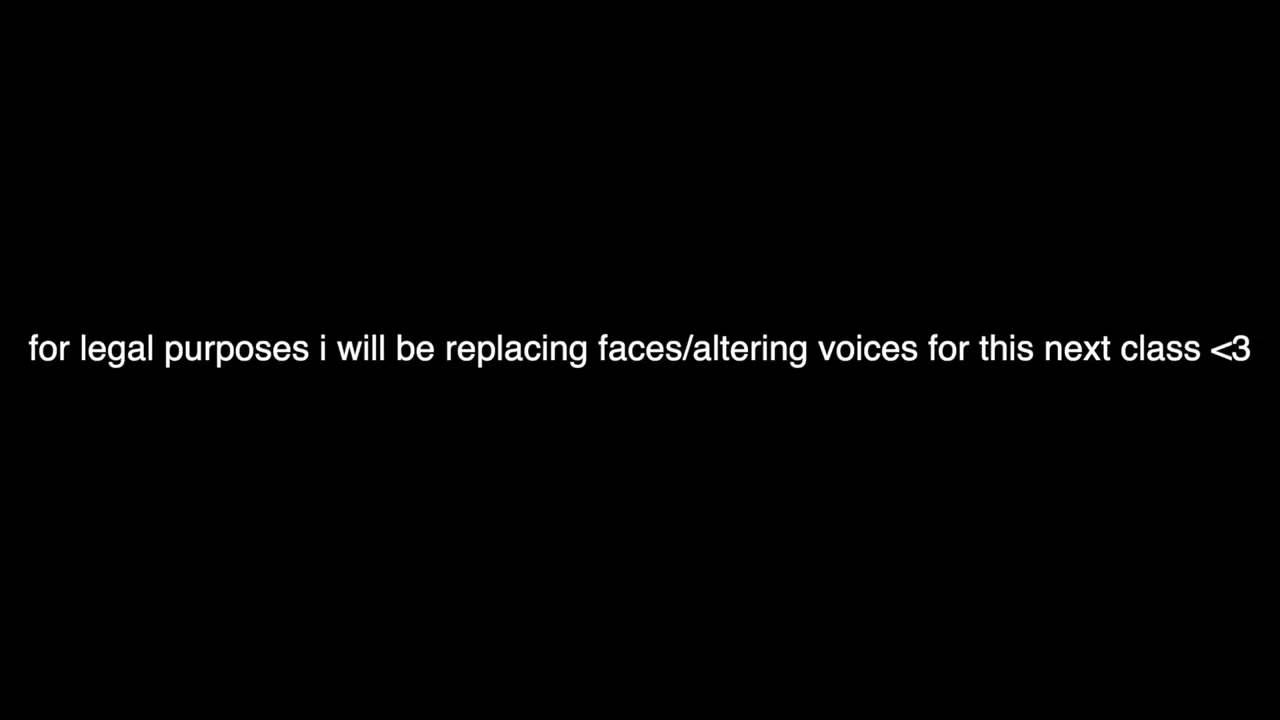 for legal purposes i will be replacing faces/altering voices for this next class <3